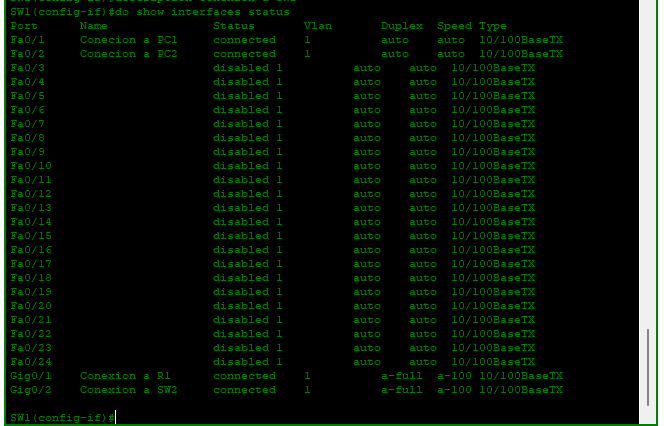 SW1(config-if)#do show interfaces status
Port Name Status Vlan Duplex Speed Type
Fa0/1 Conecion a PC1 connected 1 auto auto 10/100BaseTX
Fa0/2 Conecion a PC2 connected 1 auto auto 10/100BaseTX
Fa0/3 disabled 1 auto auto 10/100BaseTX
Fa0/4 disabled 1 auto auto 10/100BaseTX
Fa0/5 disabled 1 auto auto 10/100BaseTX
Fa0/6 disabled 1 auto auto 10/100BaseTX
Fa0/7 disabled 1 auto auto 10/100BaseTX
Fa0/8 disabled 1 auto auto 10/100BaseTX
Fa0/9 disabled 1 auto auto 10/100BaseTX
Fa0/10 disabled 1 auto auto 10/100BaseTX
Fa0/11 disabled 1 auto auto 10/100BaseTX
Fa0/12 disabled 1 auto auto 10/100BaseTX
Fa0/13 disabled 1 auto auto 10/100BaseTX
Fa0/14 disabled 1 auto auto 10/100BaseTX
Fa0/15 disabled 1 auto auto 10/100BaseTX
Fa0/16 disabled 1 auto auto 10/100BaseTX
Fa0/17 disabled 1 auto auto 10/100BaseTX
Fa0/18 disabled 1 auto auto 10/100BaseTX
Fa0/19 disabled 1 auto auto 10/100BaseTX
Fa0/20 disabled 1 auto auto 10/100BaseTX
Fa0/21 disabled 1 auto auto 10/100BaseTX
Fa0/22 disabled 1 auto auto 10/100BaseTX
Fa0/23 disabled 1 auto auto 10/100BaseTX
Fa0/24 disabled 1 auto auto 10/100BaseTX
Gig0/1 Conexion a R1 connected 1 a-full a-100 10/100BaseTX
Gig0/2 Conexion a SW2 connected 1 a-full a-100 10/100BaseTX
SW1(config-if)#